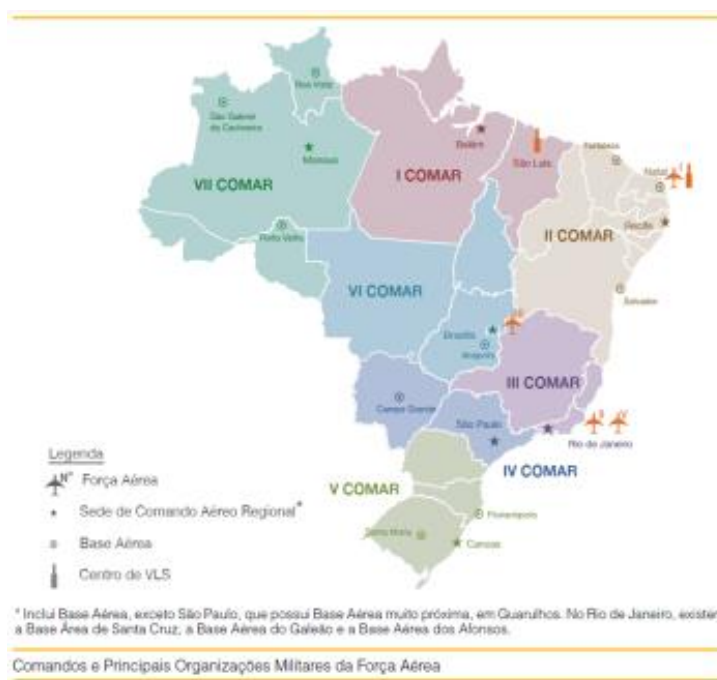 Boa Vista
São Gabriel
da Cachoeira
Manaus
VII COMAR
Porto Velho
I COMAR
Belém
São Luís
Fortaleza
Natal
Recife
II COMAR
Salvador
VI COMAR
Brasília
Anápolis
III COMAR
Campo Grande
São Paulo
Rio de Janeiro
IV COMAR
V COMAR
Florianópolis
Santa Maria
Canoas
Legenda
Nº Força Aérea
Sede de Comando Aéreo Regional*
Base Aérea
Centro de VLS
* Inclui Base Aérea, exceto São Paulo, que possui Base Aérea muito próxima, em Guarulhos. No Rio de Janeiro, existem
a Base Área de Santa Cruz, a Base Aérea do Galeão e a Base Aérea dos Afonsos.
Comandos e Principais Organizações Militares da Força Aérea